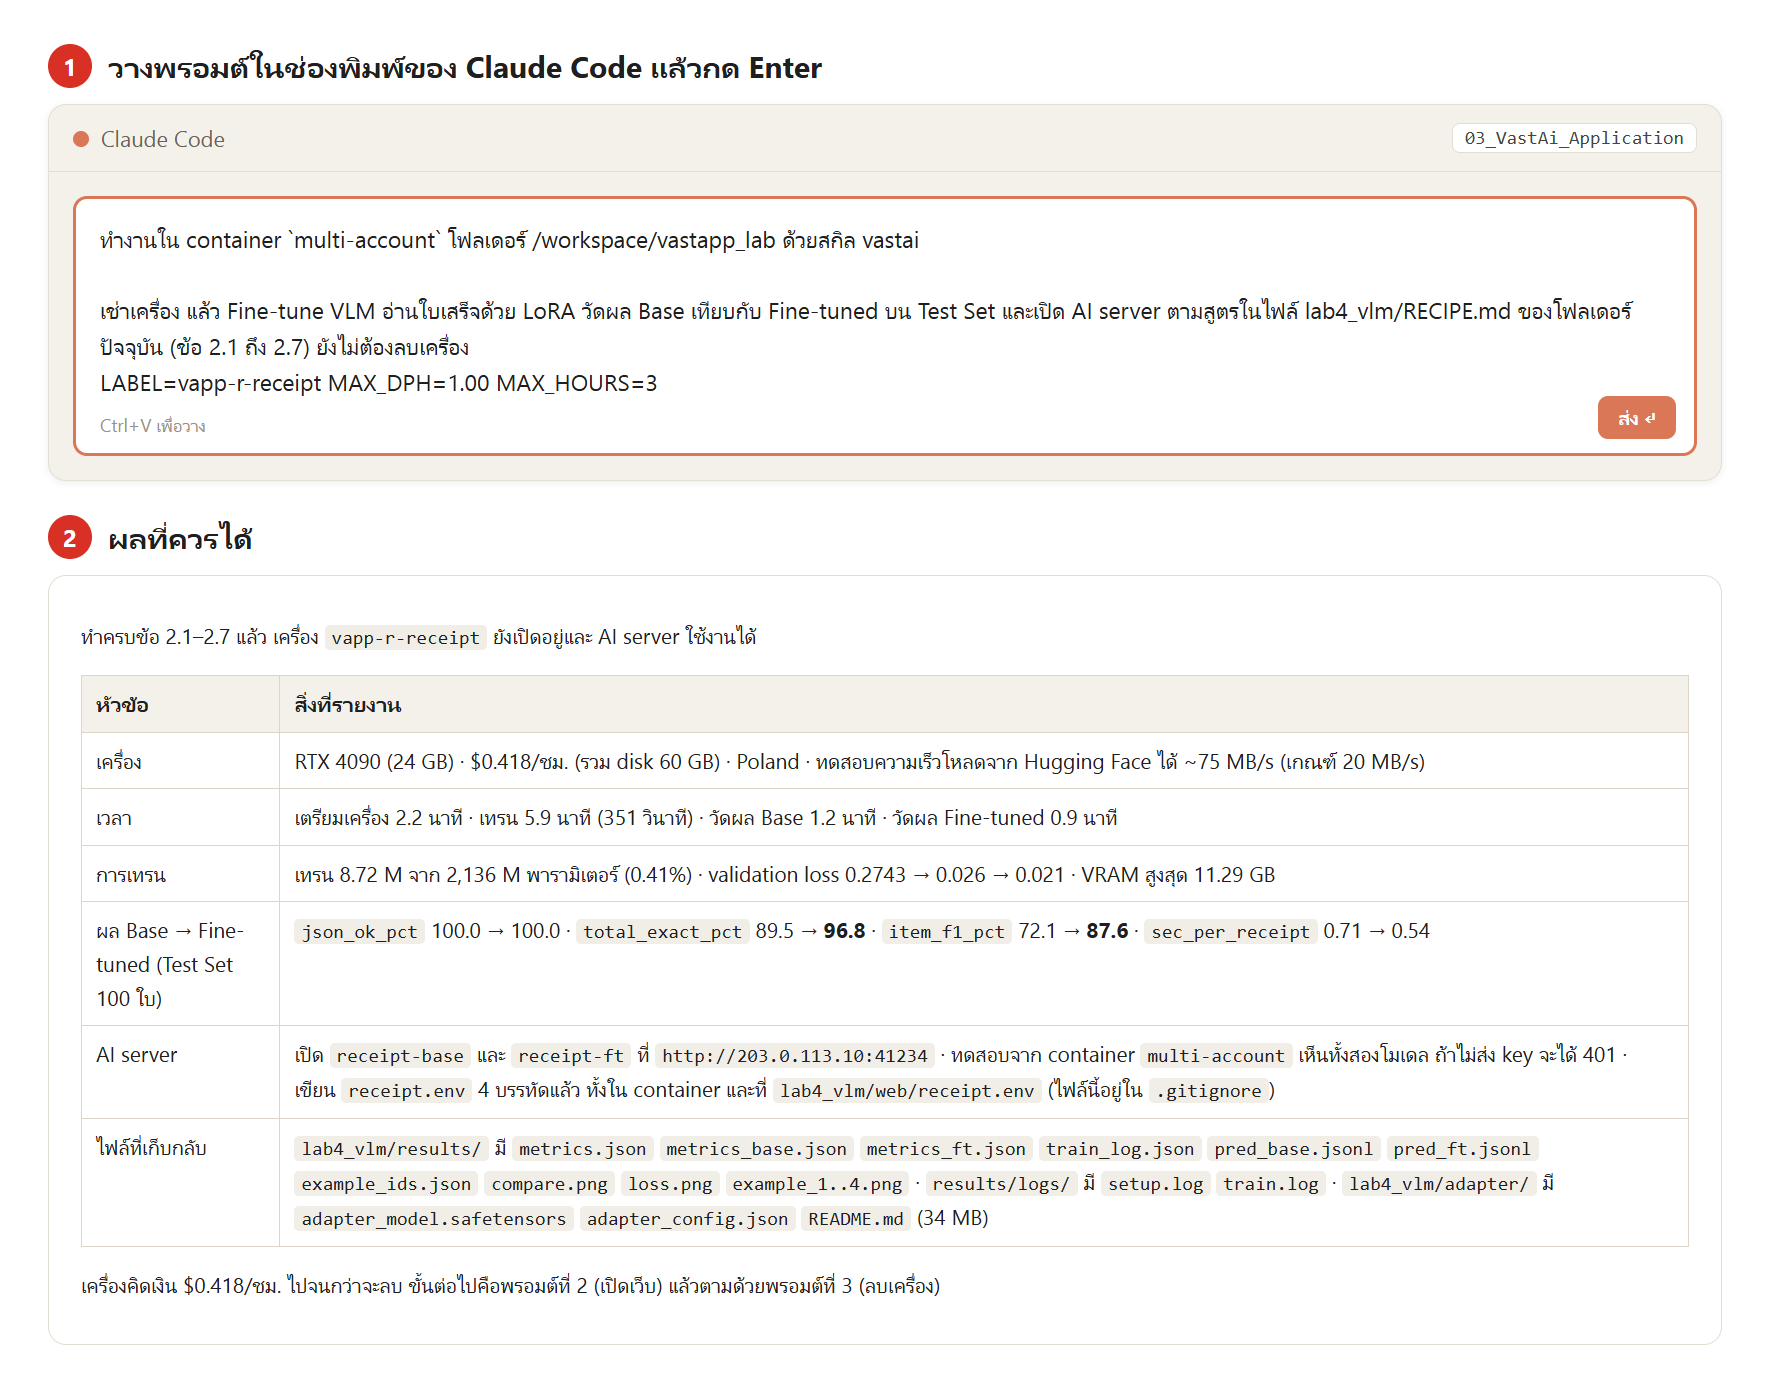 1 วางพรอมต์ในช่องพิมพ์ของ Claude Code แล้วกด Enter
Claude Code
03_VastAi_Application
ทำงานใน container `multi-account` โฟลเดอร์ /workspace/vastapp_lab ด้วยสกิล vastai
เช่าเครื่อง แล้ว Fine-tune VLM อ่านใบเสร็จด้วย LoRA วัดผล Base เทียบกับ Fine-tuned บน Test Set และเปิด AI server ตามสูตรในไฟล์ lab4_vlm/RECIPE.md ของโฟลเดอร์
ปัจจุบัน (ข้อ 2.1 ถึง 2.7) ยังไม่ต้องลบเครื่อง
LABEL=vapp-r-receipt MAX_DPH=1.00 MAX_HOURS=3
Ctrl+V เพื่อวาง
ส่ง ↵
2 ผลที่ควรได้
ทำครบข้อ 2.1–2.7 แล้ว เครื่อง vapp-r-receipt ยังเปิดอยู่และ AI server ใช้งานได้
หัวข้อ สิ่งที่รายงาน
เครื่อง RTX 4090 (24 GB) · $0.418/ชม. (รวม disk 60 GB) · Poland · ทดสอบความเร็วโหลดจาก Hugging Face ได้ ~75 MB/s (เกณฑ์ 20 MB/s)
เวลา เตรียมเครื่อง 2.2 นาที · เทรน 5.9 นาที (351 วินาที) · วัดผล Base 1.2 นาที · วัดผล Fine-tuned 0.9 นาที
การเทรน เทรน 8.72 M จาก 2,136 M พารามิเตอร์ (0.41%) · validation loss 0.2743 → 0.026 → 0.021 · VRAM สูงสุด 11.29 GB
ผล Base → Fine-
tuned (Test Set
100 ใบ)
json_ok_pct 100.0 → 100.0 · total_exact_pct 89.5 → 96.8 · item_f1_pct 72.1 → 87.6 · sec_per_receipt 0.71 → 0.54
AI server เปิด receipt-base และ receipt-ft ที่ http://203.0.113.10:41234 · ทดสอบจาก container multi-account เห็นทั้งสองโมเดล ถ้าไม่ส่ง key จะได้ 401 ·
เขียน receipt.env 4 บรรทัดแล้ว ทั้งใน container และที่ lab4_vlm/web/receipt.env (ไฟล์นี้อยู่ใน .gitignore)
ไฟล์ที่เก็บกลับ lab4_vlm/results/ มี metrics.json metrics_base.json metrics_ft.json train_log.json pred_base.jsonl pred_ft.jsonl
example_ids.json compare.png loss.png example_1..4.png · results/logs/ มี setup.log train.log · lab4_vlm/adapter/ มี
adapter_model.safetensors adapter_config.json README.md (34 MB)
เครื่องคิดเงิน $0.418/ชม. ไปจนกว่าจะลบ ขั้นต่อไปคือพรอมต์ที่ 2 (เปิดเว็บ) แล้วตามด้วยพรอมต์ที่ 3 (ลบเครื่อง)